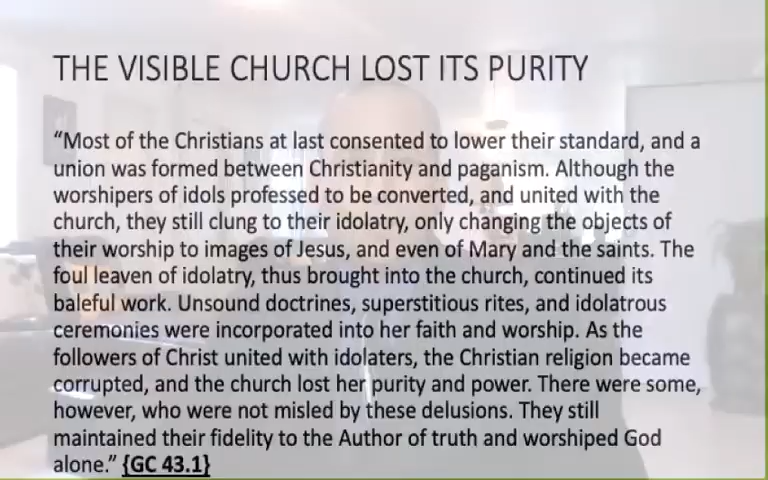 THE VISIBLE CHURCH LOST ITS PURITY
“Most of the Christians at last consented to lower their standard, and a
union was formed between Christianity and paganism. Although the
worshipers of idols professed to be converted, and united with the
church, they still clung to their idolatry, only changing the objects of
their worship to images of Jesus, and even of Mary and the saints. The
foul leaven of idolatry, thus brought into the church, continued its
baleful work. Unsound doctrines, superstitious rites, and idolatrous
ceremonies were incorporated into her faith and worship. As the
followers of Christ united with idolaters, the Christian religion became
corrupted, and the church lost her purity and power. There were some,
however, who were not misled by these delusions. They still
maintained their fidelity to the Author of truth and worshiped God
alone.” {GC 43.1}